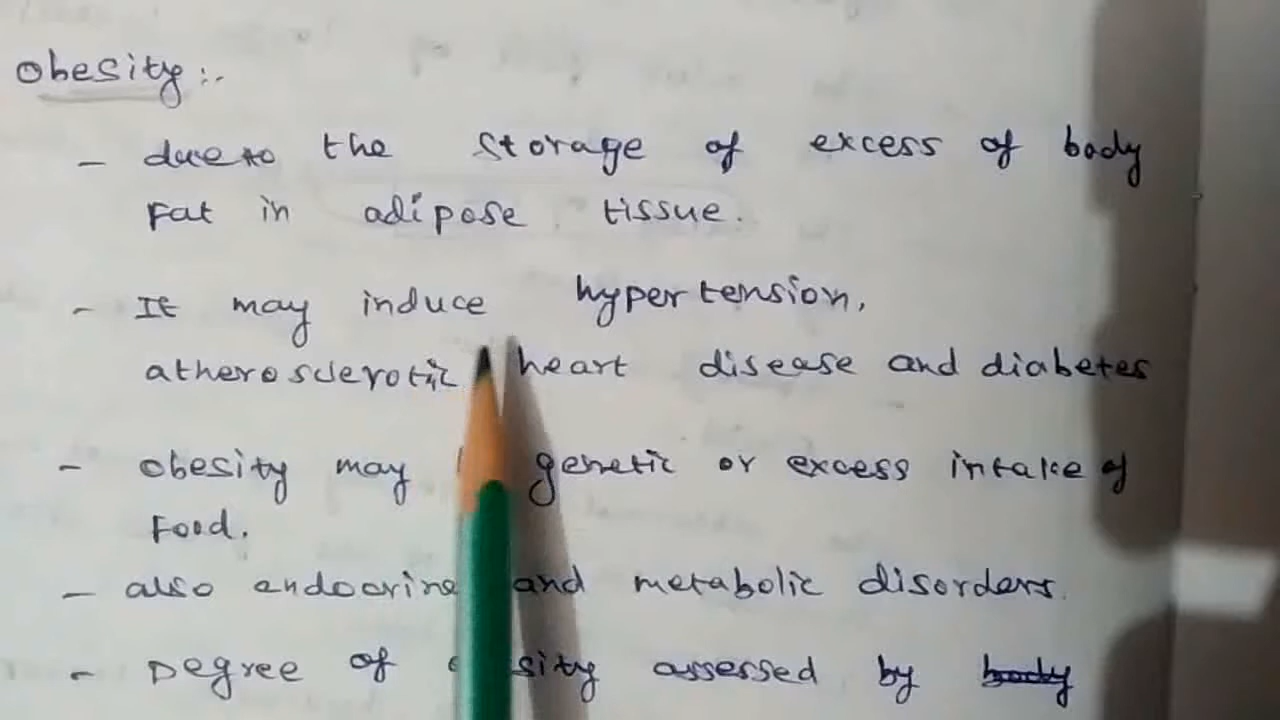 Obesity:-
- due to the storage of excess of body
Fat in adipose tissue.
- It may induce hypertension,
atherosclerotic heart disease and diabetes
- obesity may genetic or excess intake of
Food.
- also endocrine and metabolic disorders.
- Degree of assessed by body